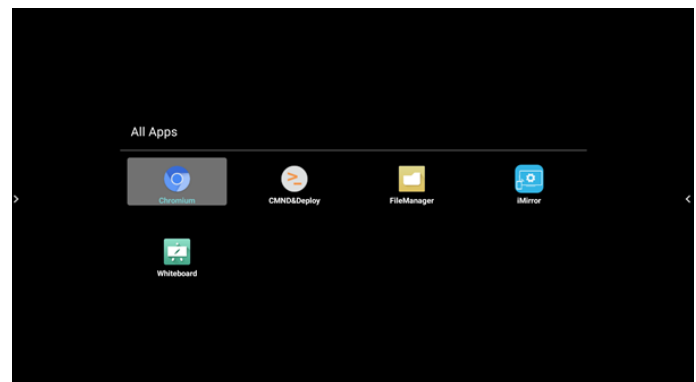 All Apps
Chromium
CMND&Deploy
FileManager
iMirror
Whiteboard